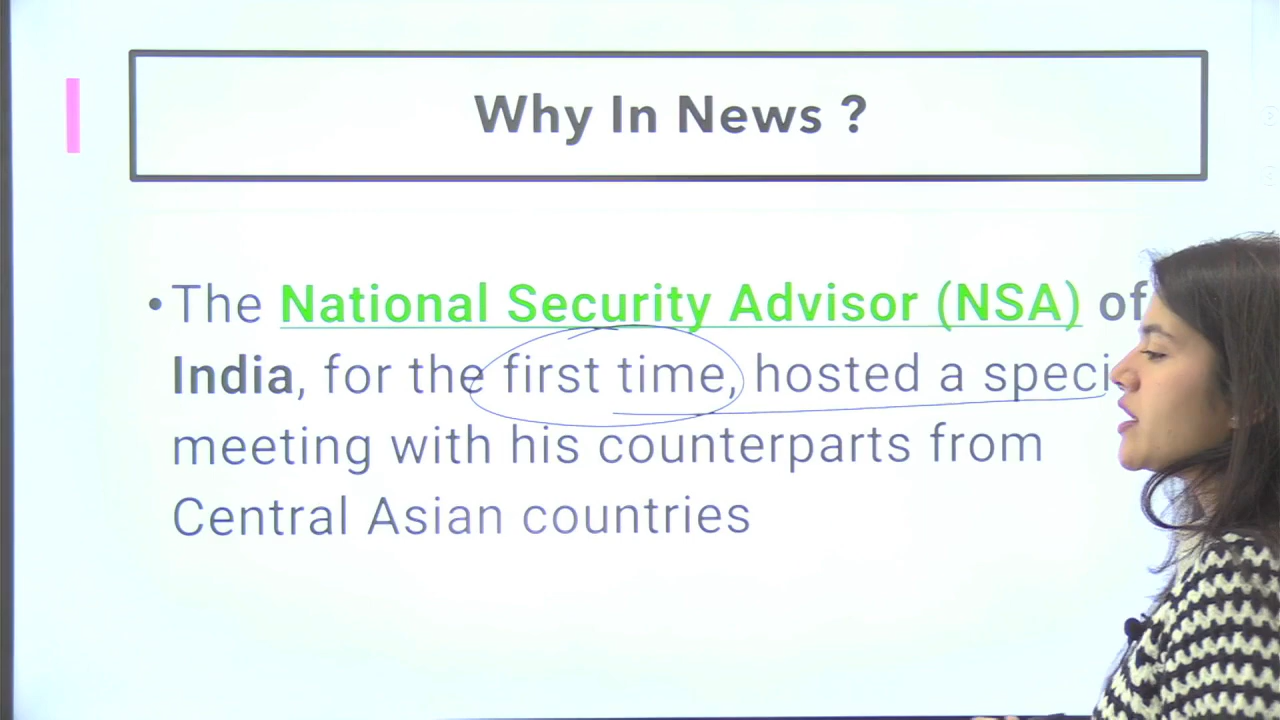 Why In News ?
• The National Security Advisor (NSA) of
India, for the first time, hosted a speci
meeting with his counterparts from
Central Asian countries